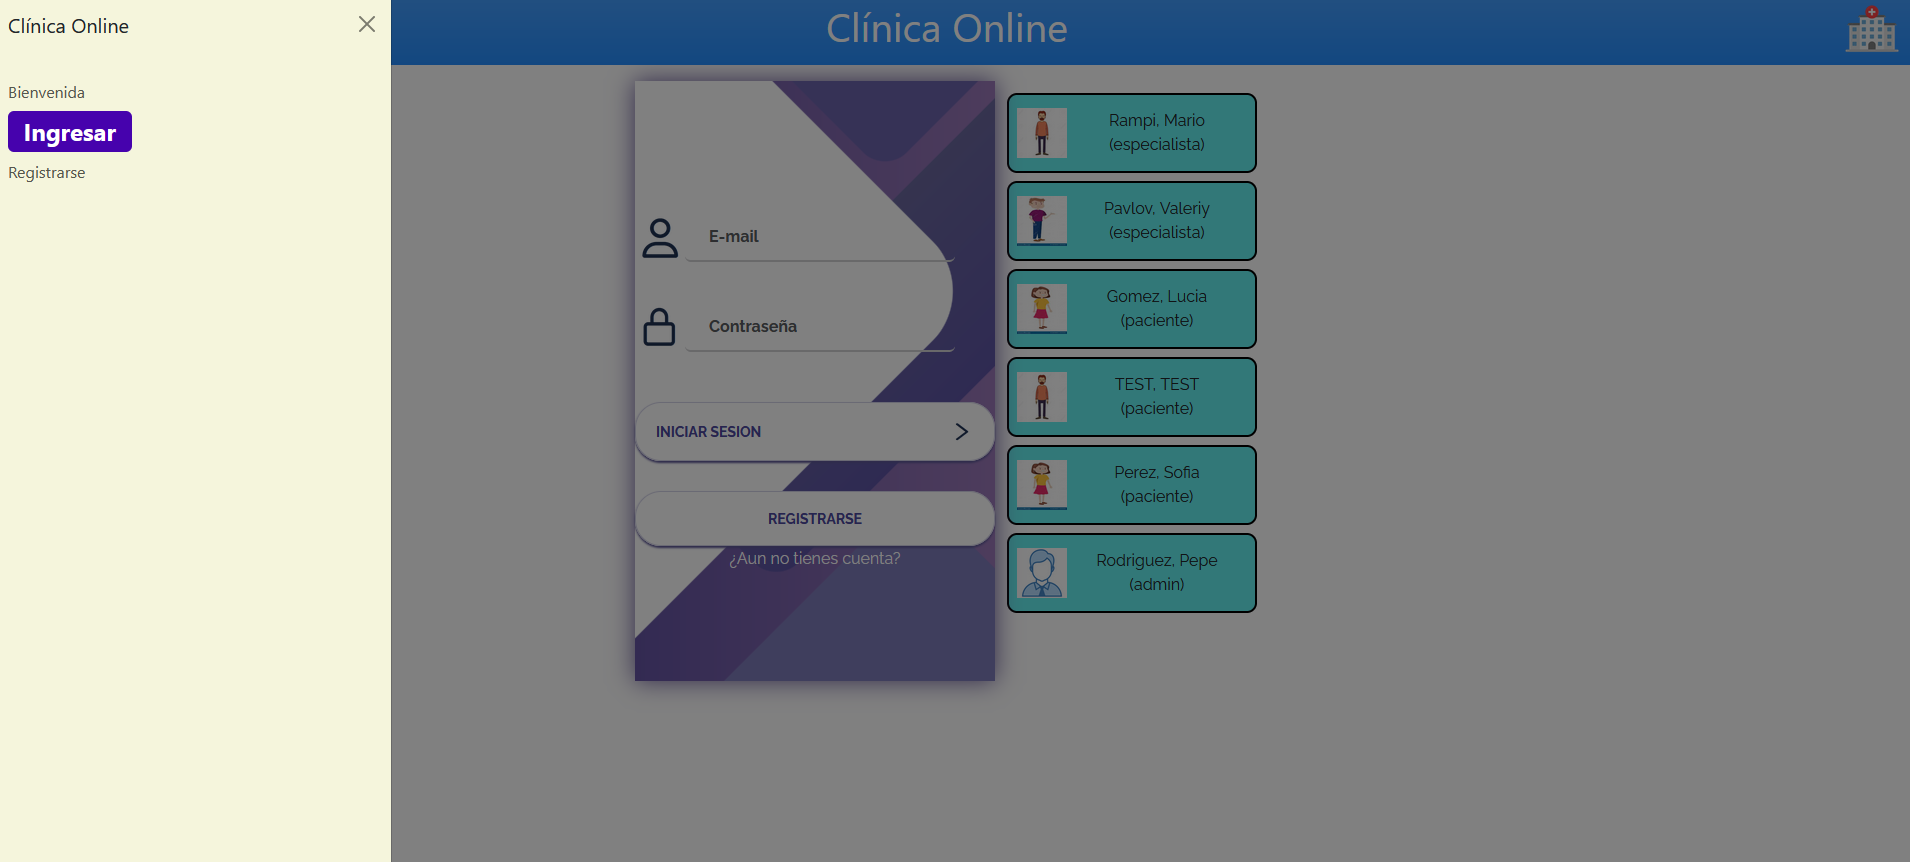 Clínica Online
Bienvenida
Ingresar
Registrarse
Clínica Online
E-mail
Contraseña
INICIAR SESION
REGISTRARSE
¿Aun no tienes cuenta?
Rampi, Mario
(especialista)
Pavlov, Valeriy
(especialista)
Gomez, Lucia
(paciente)
TEST, TEST
(paciente)
Perez, Sofia
(paciente)
Rodriguez, Pepe
(admin)